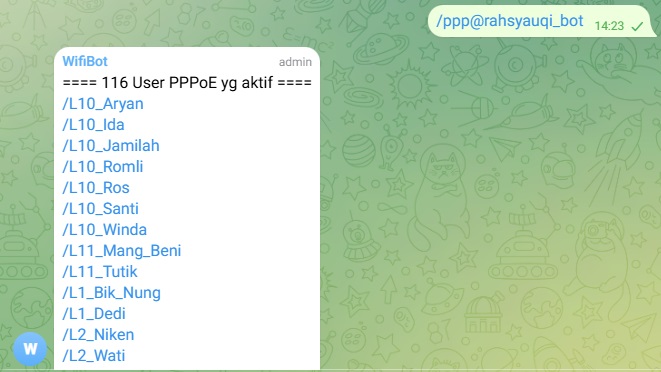 /ppp@rahsyauqi_bot 14:23
WifiBot admin
==== 116 User PPPoE yg aktif ====
/L10_Aryan
/L10_Ida
/L10_Jamilah
/L10_Romli
/L10_Ros
/L10_Santi
/L10_Winda
/L11_Mang_Beni
/L11_Tutik
/L1_Bik_Nung
/L1_Dedi
/L2_Niken
/L2_Wati
W